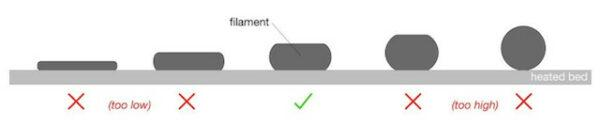 filament
heated bed
(too low)
(too high)